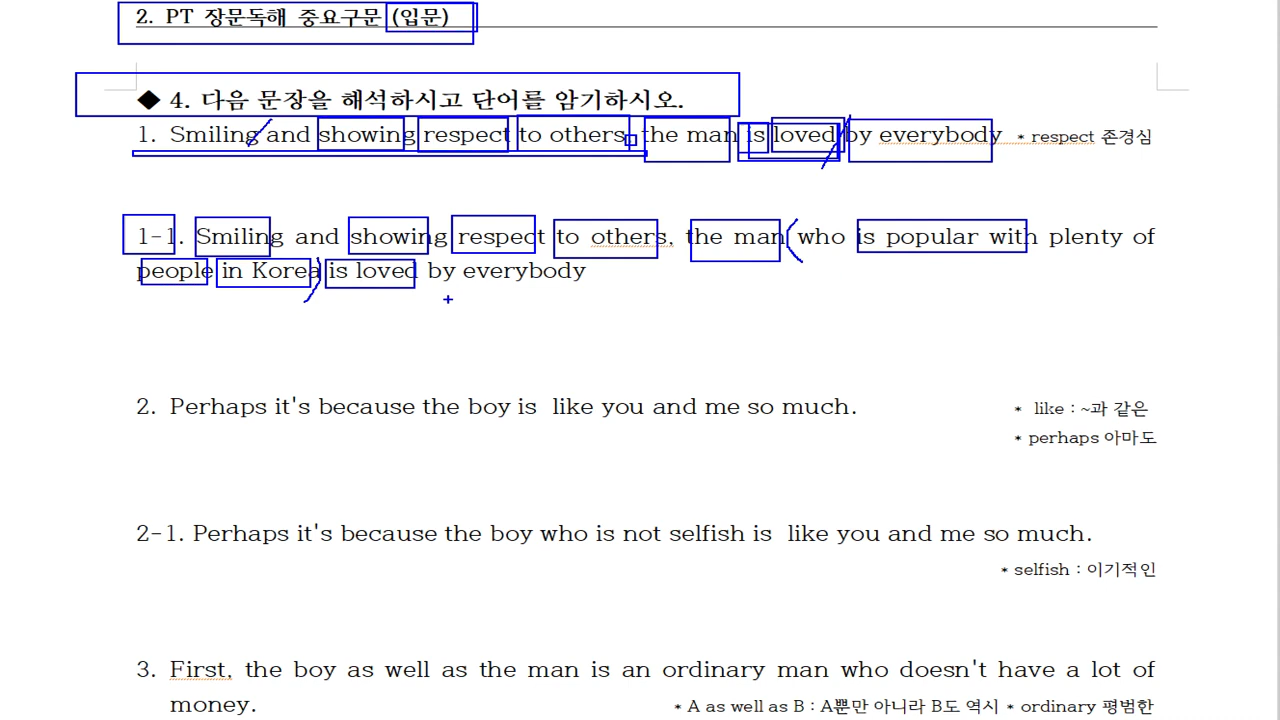 2. PT 장문독해 중요구문 (입문)
◆ 4. 다음 문장을 해석하시고 단어를 암기하시오.
1. Smiling and showing respect to others, the man is loved by everybody * respect 존경심
1-1. Smiling and showing respect to others, the man who is popular with plenty of
people in Korea is loved by everybody
2. Perhaps it's because the boy is like you and me so much. * like : ~과 같은
* perhaps 아마도
2-1. Perhaps it's because the boy who is not selfish is like you and me so much.
* selfish : 이기적인
3. First, the boy as well as the man is an ordinary man who doesn't have a lot of
money. * A as well as B : A뿐만 아니라 B도 역시 * ordinary 평범한